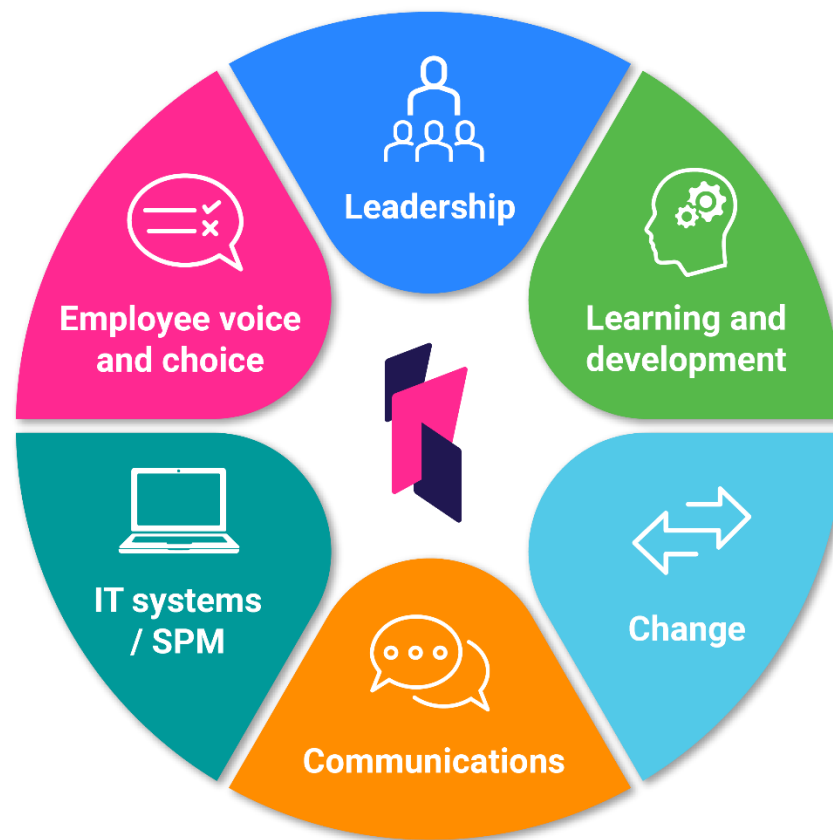 Leadership
Learning and
development
Change
Communications
IT systems
/ SPM
Employee voice
and choice